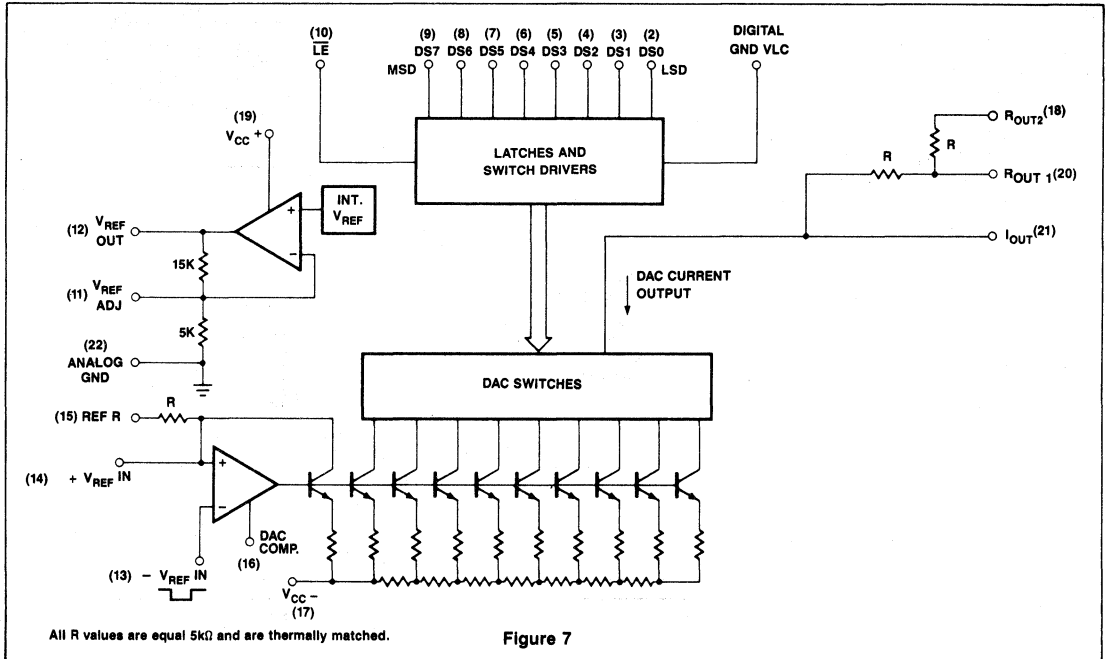 (10) (9) (8) (7) (6) (5) (4) (3) (2) DIGITAL
LE DS7 DS6 DS5 DS4 DS3 DS2 DS1 DS0 GND VLC
MSD LSD
(19)
VCC +
LATCHES AND
SWITCH DRIVERS
ROUT2 (18)
R
R
ROUT 1 (20)
INT.
VREF
+
−
(12) VREF
OUT
15K
IOUT (21)
(11) VREF
ADJ
DAC CURRENT
OUTPUT
5K
(22)
ANALOG
GND
DAC SWITCHES
(15) REF R
R
(14) + VREF IN
+
−
DAC
COMP.
(16)
(13) − VREF IN
VCC −
(17)
All R values are equal 5kΩ and are thermally matched.
Figure 7